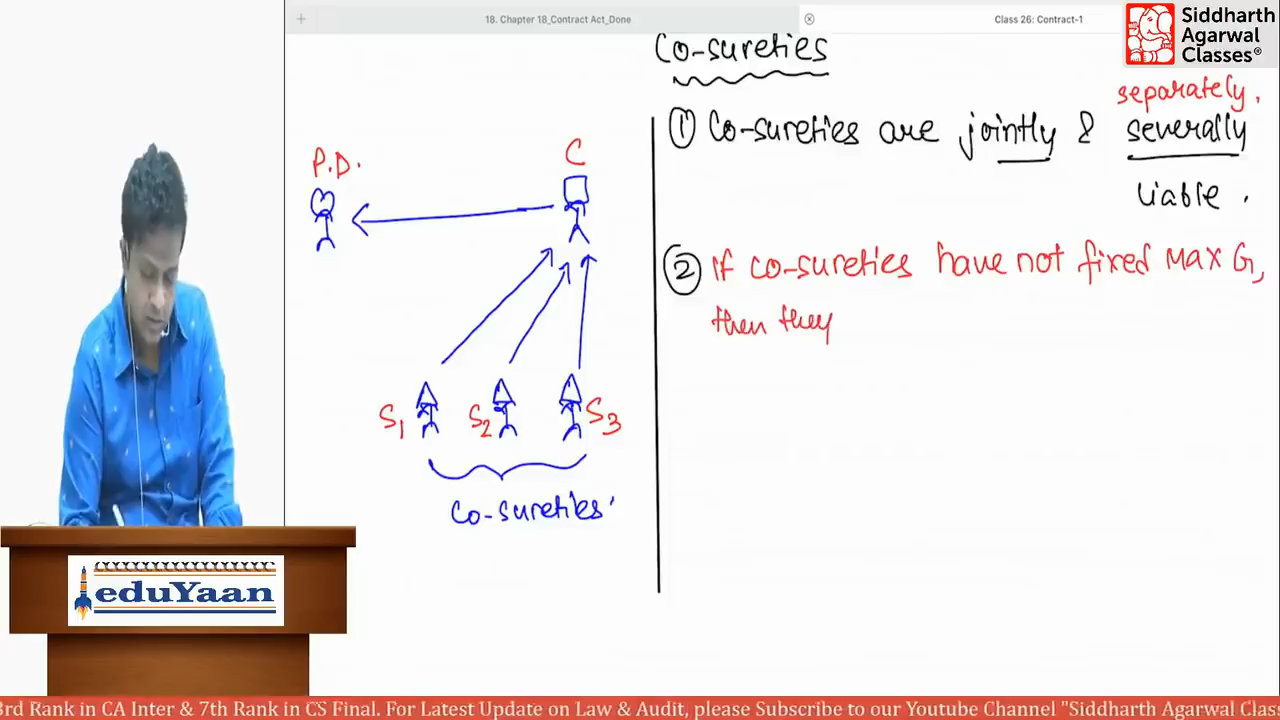 18. Chapter 18_Contract Act_Done
Class 26: Contract-1
Siddharth
Agarwal
Classes®
Co-sureties
separately.
① Co-sureties are jointly & severally
liable.
② If co-sureties have not fixed Max G,
then they
P.D.
C
S1
S2
S3
Co-sureties
eduYaan
3rd Rank in CA Inter & 7th Rank in CS Final. For Latest Update on Law & Audit, please Subscribe to our Youtube Channel "Siddharth Agarwal Clas